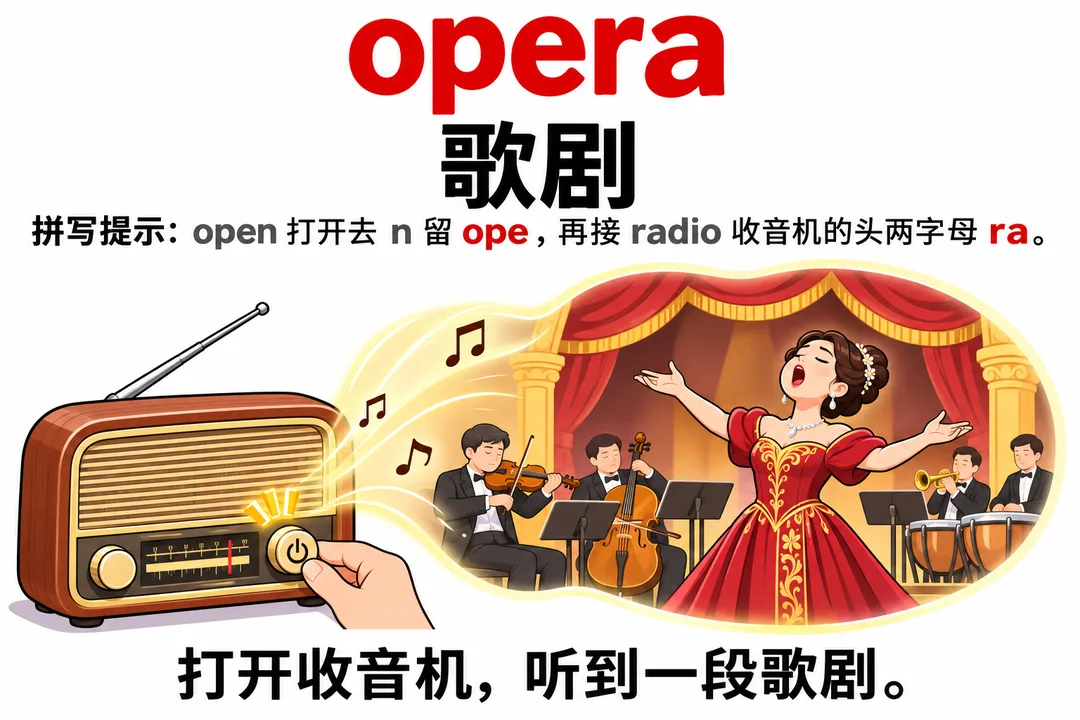 opera
歌剧
拼写提示：open 打开去 n 留 ope，再接 radio 收音机的头两字母 ra。
打开收音机，听到一段歌剧。